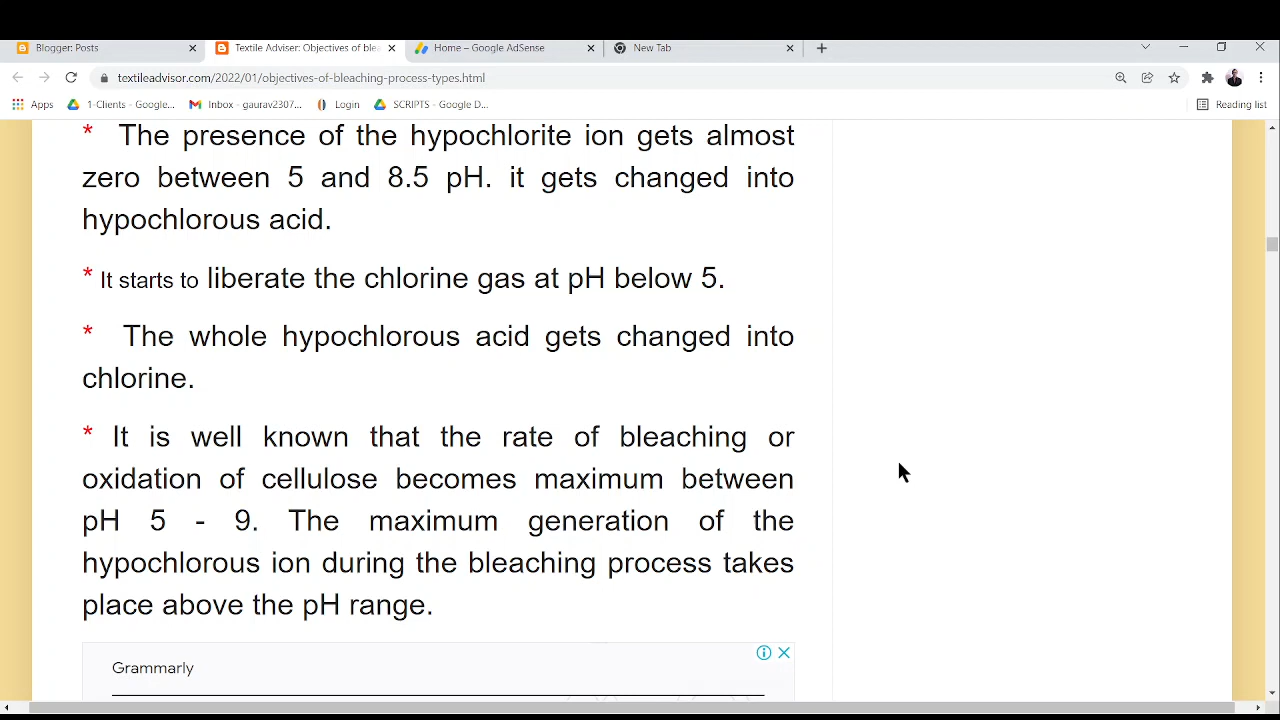 Blogger: Posts
Textile Adviser: Objectives of ble
Home – Google AdSense
New Tab
textileadvisor.com/2022/01/objectives-of-bleaching-process-types.html
Apps
1-Clients - Google...
Inbox - gaurav2307...
Login
SCRIPTS - Google D...
Reading list
* The presence of the hypochlorite ion gets almost
zero between 5 and 8.5 pH. it gets changed into
hypochlorous acid.
* It starts to liberate the chlorine gas at pH below 5.
* The whole hypochlorous acid gets changed into
chlorine.
* It is well known that the rate of bleaching or
oxidation of cellulose becomes maximum between
pH 5 - 9. The maximum generation of the
hypochlorous ion during the bleaching process takes
place above the pH range.
Grammarly